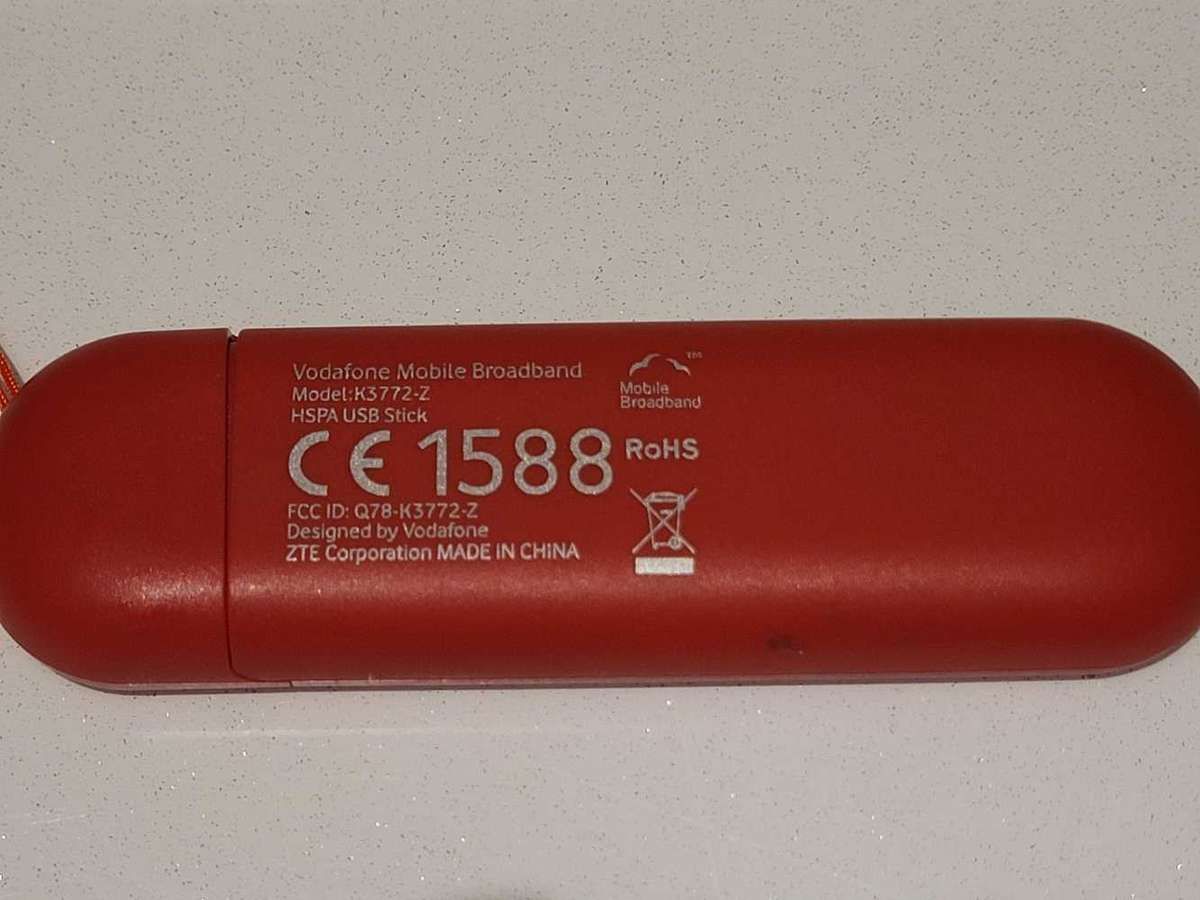 Vodafone Mobile Broadband
Model:K3772-Z
HSPA USB Stick
CE 1588
FCC ID: Q78-K3772-Z
Designed by Vodafone
ZTE Corporation MADE IN CHINA
TM
Mobile
Broadband
RoHS